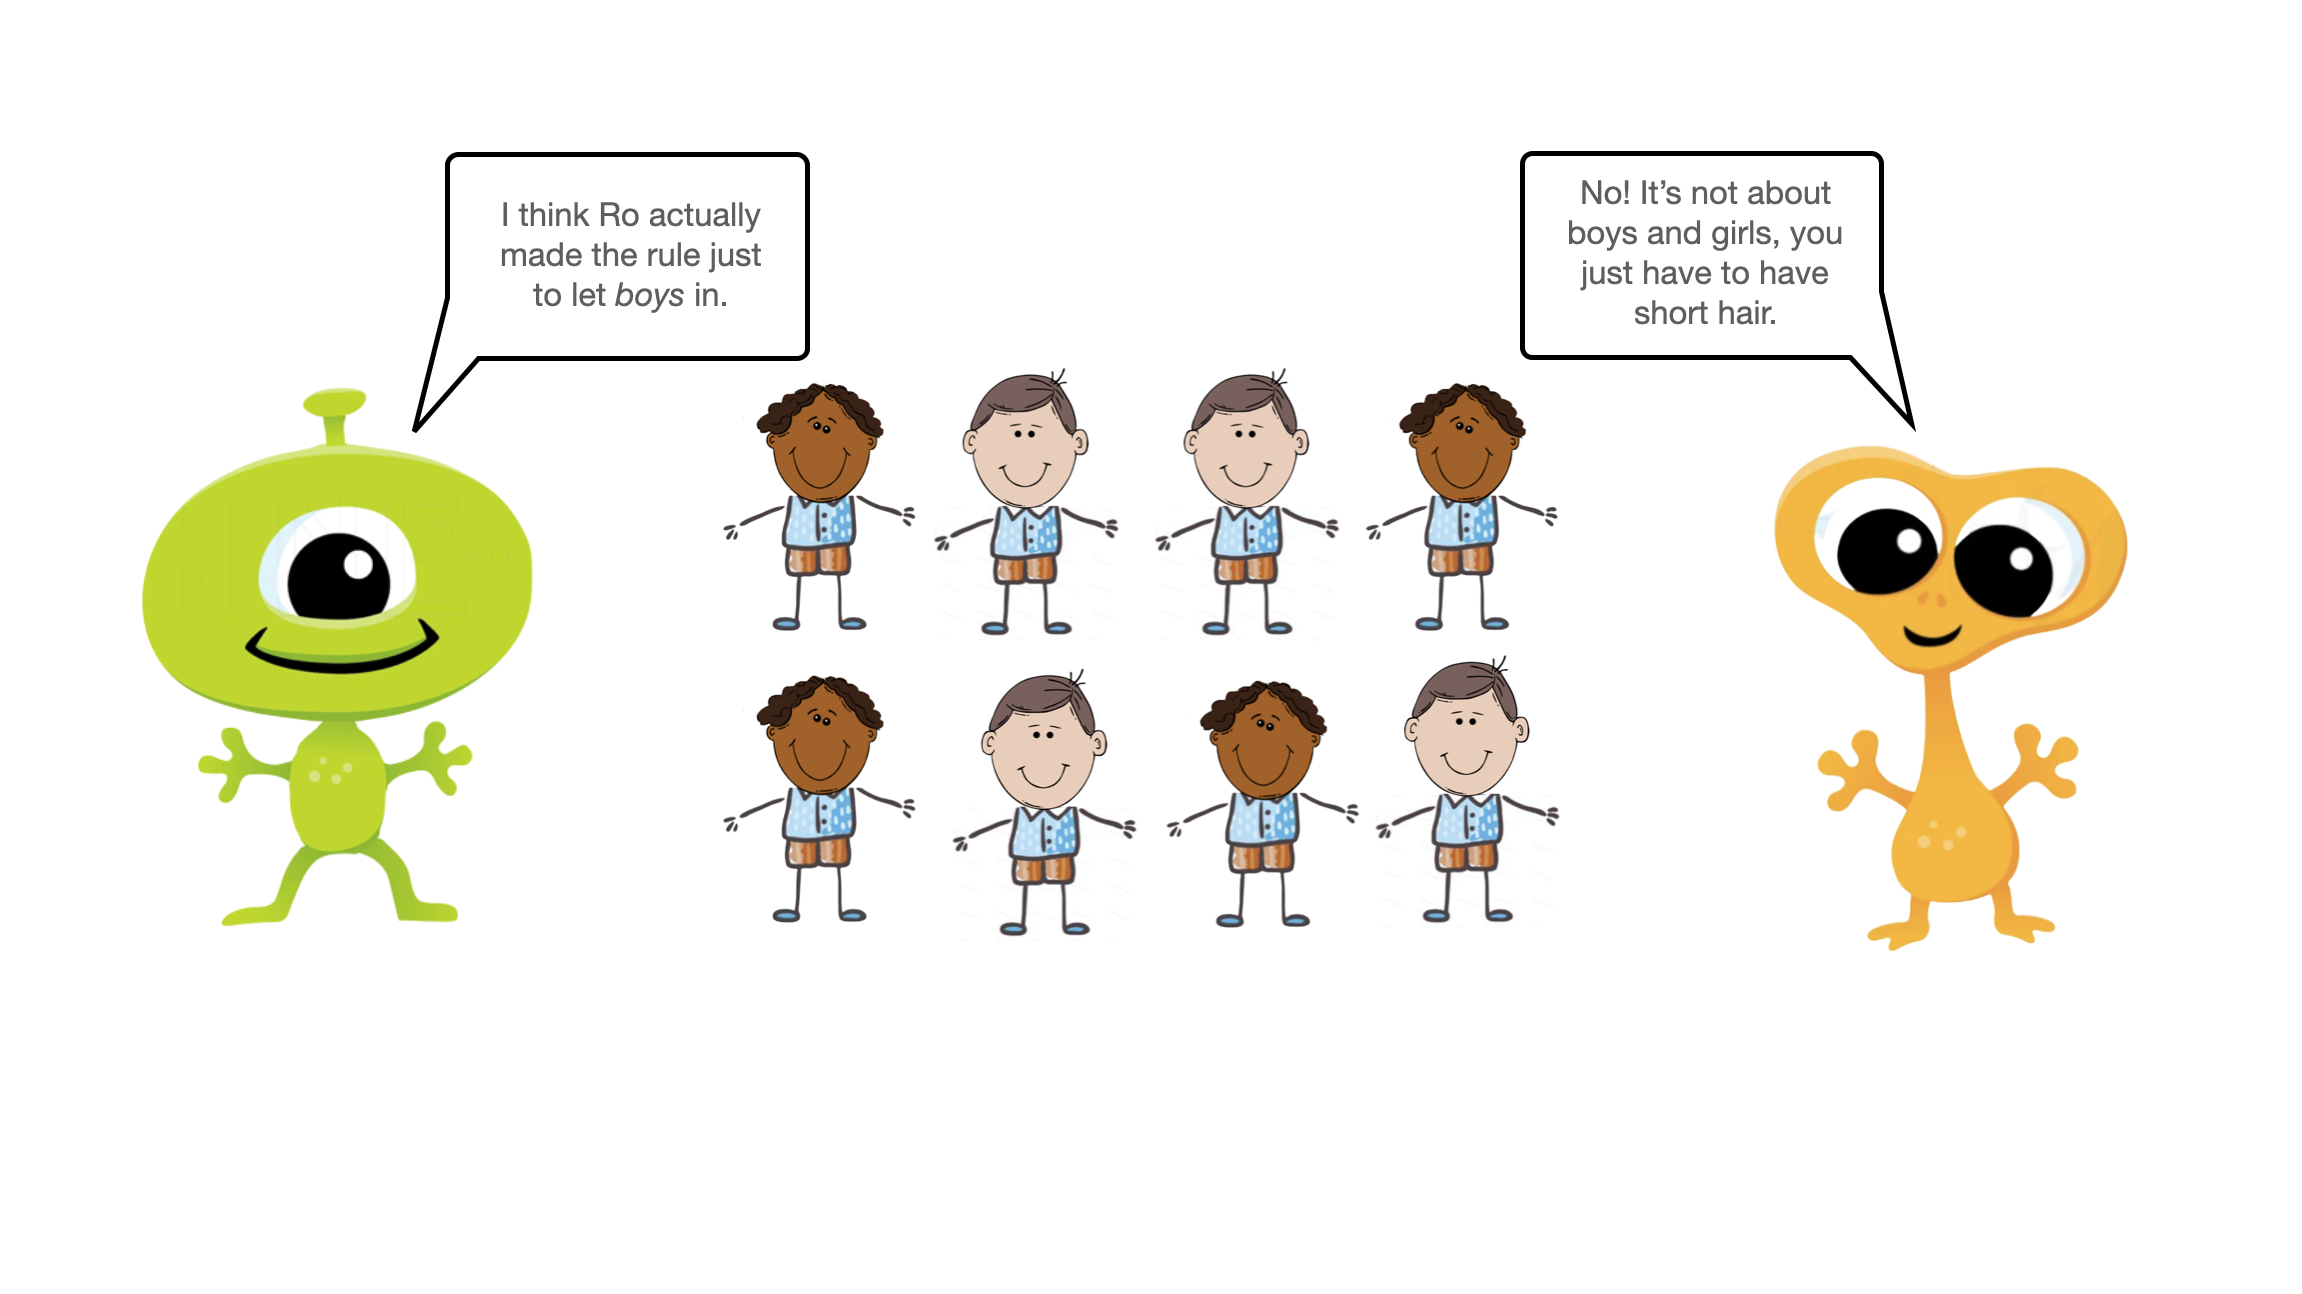 I think Ro actually
made the rule just
to let boys in.
No! It’s not about
boys and girls, you
just have to have
short hair.